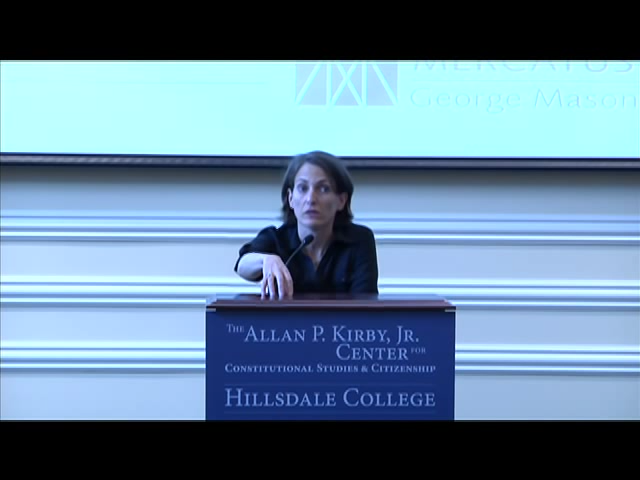 MERCATUS
George Mason
THE ALLAN P. KIRBY, JR.
CENTER FOR
CONSTITUTIONAL STUDIES & CITIZENSHIP
HILLSDALE COLLEGE